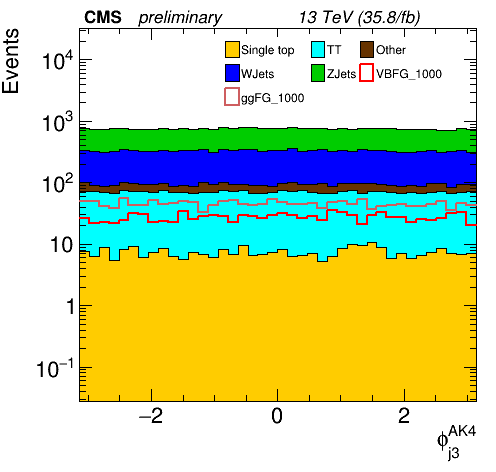 CMS preliminary 13 TeV (35.8/fb)
Events
Single top TT Other
WJets ZJets VBFG_1000
ggFG_1000
10^4
10^3
10^2
10
1
10^−1
−2 0 2
ϕ_j3^AK4